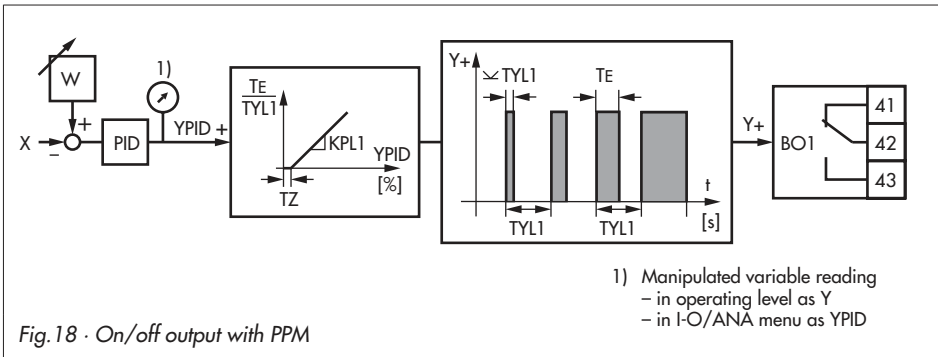 1)
W
+
X
–
PID
YPID +
TE
TYL1
KPL1
YPID
[%]
TZ
Y+
K TYL1
TE
TYL1
TYL1
t
[s]
Y+
BO1
41
42
43
1) Manipulated variable reading
– in operating level as Y
– in I-O/ANA menu as YPID
Fig. 18 · On/off output with PPM